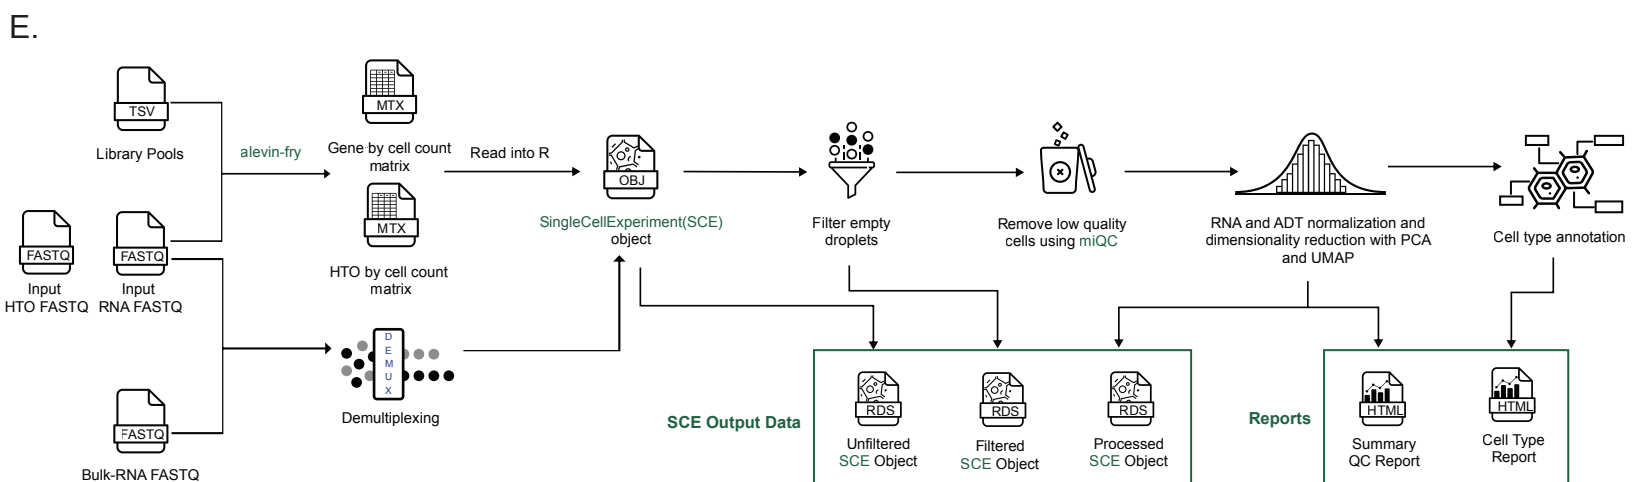 E.
TSV
Library Pools
FASTQ
Input
HTO FASTQ
FASTQ
Input
RNA FASTQ
FASTQ
Bulk-RNA FASTQ
alevin-fry
MTX
Gene by cell count
matrix
MTX
HTO by cell count
matrix
DEMUX
Demultiplexing
Read into R
OBJ
SingleCellExperiment(SCE)
object
Filter empty
droplets
Remove low quality
cells using miQC
RNA and ADT normalization and
dimensionality reduction with PCA
and UMAP
Cell type annotation
SCE Output Data
RDS
Unfiltered
SCE Object
RDS
Filtered
SCE Object
RDS
Processed
SCE Object
Reports
HTML
Summary
QC Report
HTML
Cell Type
Report